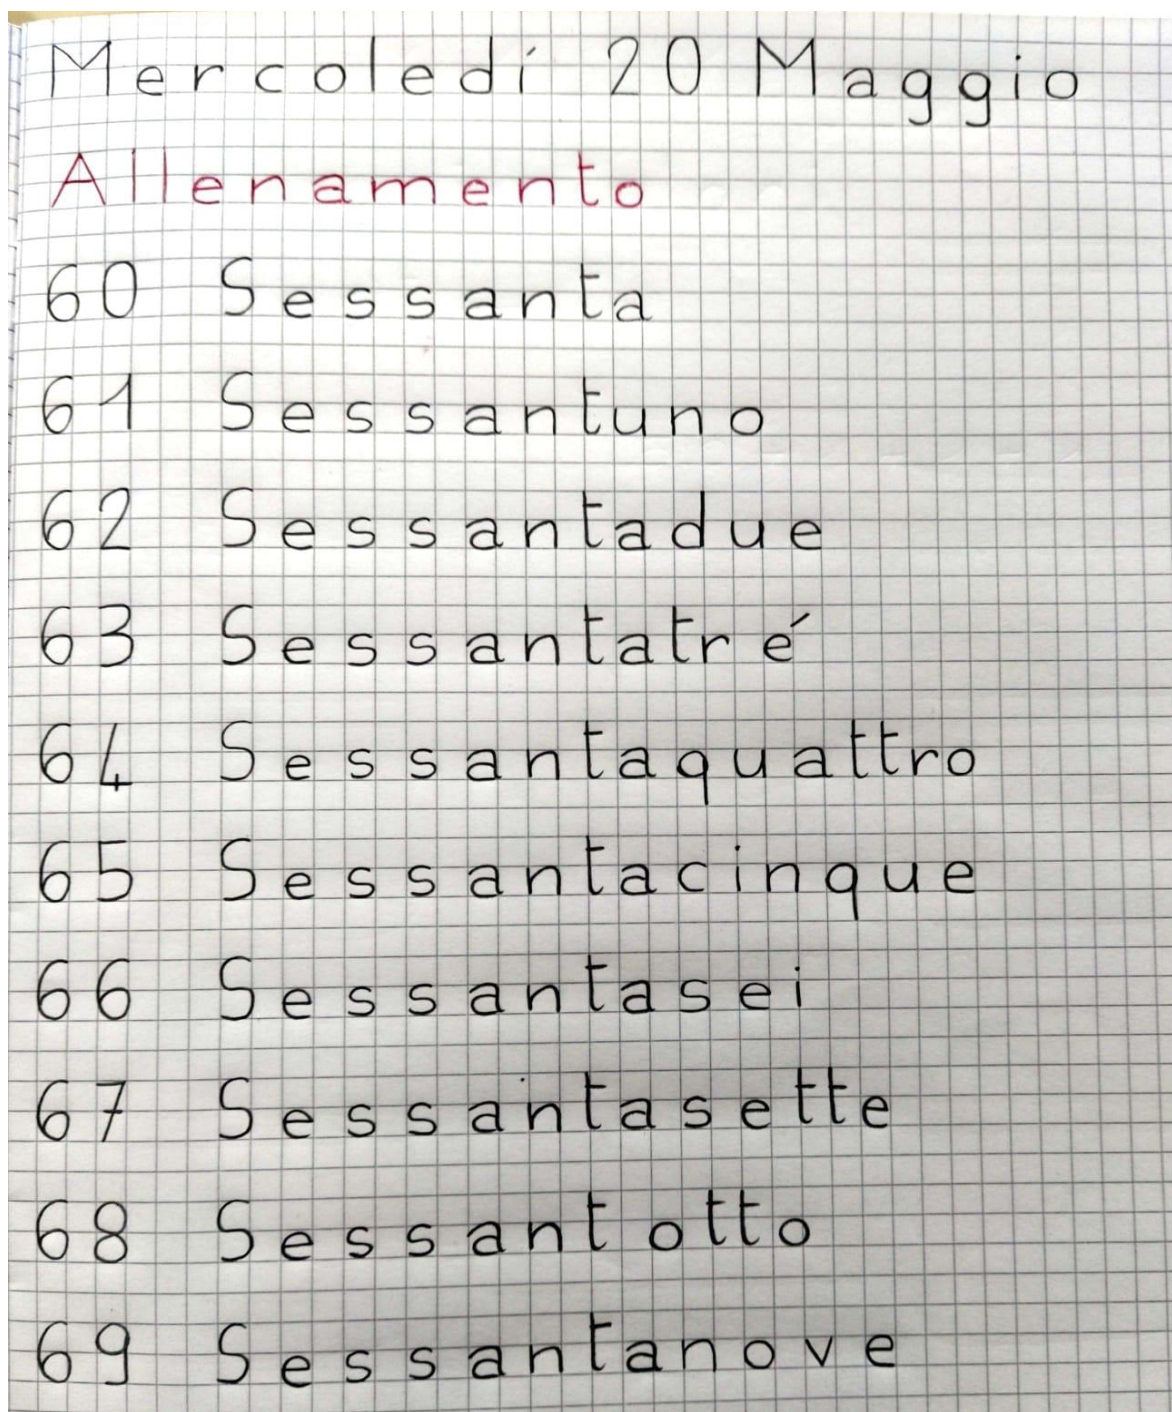 Mercoledí 20 Maggio
Allenamento
60 Sessanta
61 Sessantuno
62 Sessantadue
63 Sessantatré
64 Sessantaquattro
65 Sessantacinque
66 Sessantasei
67 Sessantasette
68 Sessantotto
69 Sessantanove